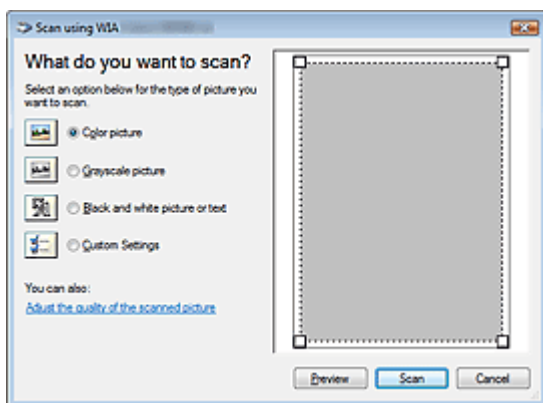 Scan using WIA
What do you want to scan?
Select an option below for the type of picture you
want to scan.
Color picture
Grayscale picture
Black and white picture or text
Custom Settings
You can also:
Adjust the quality of the scanned picture
Preview
Scan
Cancel